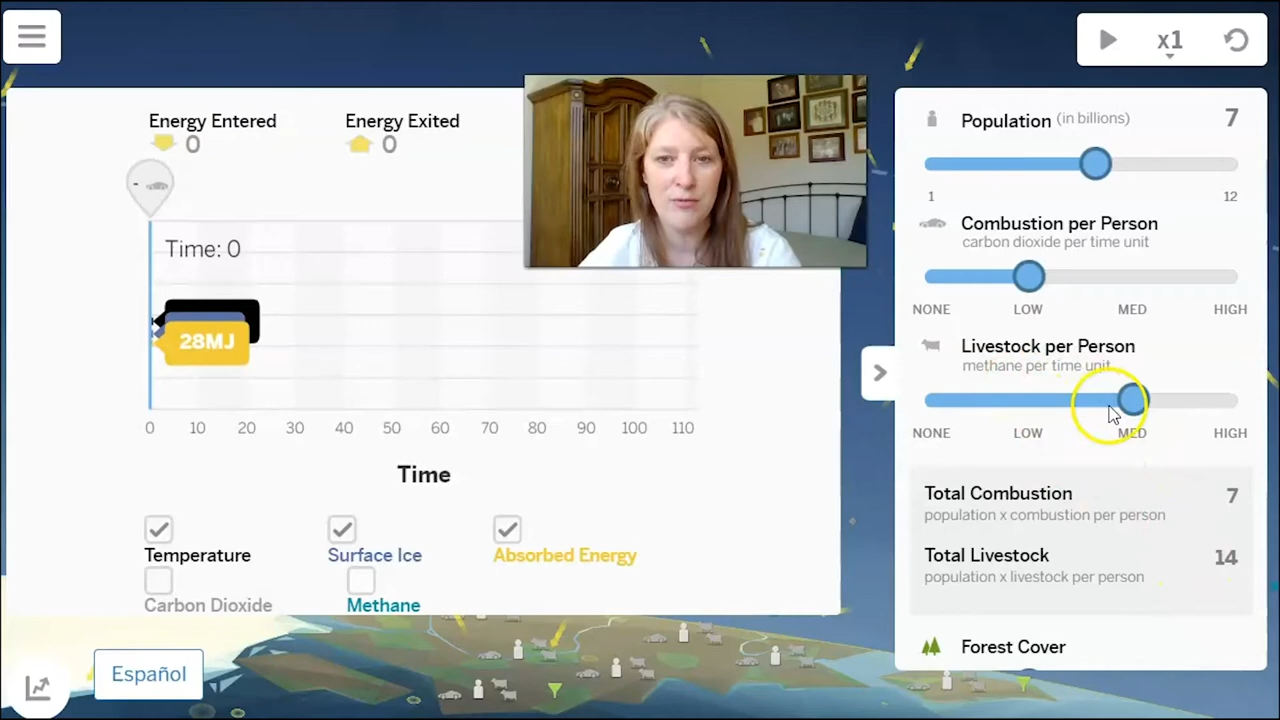 x1
Energy Entered
0
Energy Exited
0
Time: 0
28MJ
0 10 20 30 40 50 60 70 80 90 100 110
Time
Temperature
Surface Ice
Absorbed Energy
Carbon Dioxide
Methane
Español
Population (in billions) 7
1 12
Combustion per Person
carbon dioxide per time unit
NONE LOW MED HIGH
Livestock per Person
methane per time unit
NONE LOW MED HIGH
Total Combustion 7
population x combustion per person
Total Livestock 14
population x livestock per person
Forest Cover